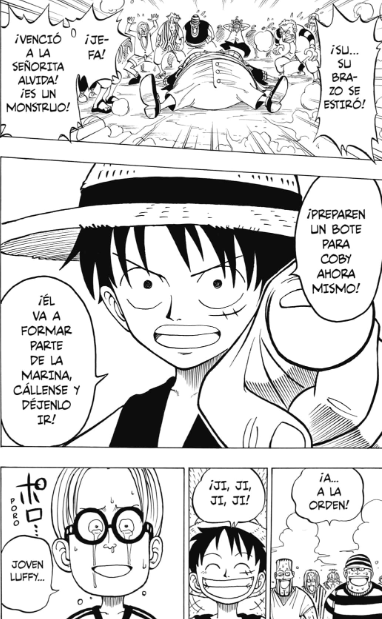 ¡SU...
SU
BRA-
ZO SE
ESTIRÓ!
¡JE-
FA!
¡VENCIÓ
A LA
SEÑORITA
ALVIDA!
¡ES UN
MONSTRUO!
¡PREPAREN
UN BOTE
PARA
COBY
AHORA
MISMO!
¡ÉL
VA A
FORMAR
PARTE
DE LA
MARINA,
CÁLLENSE Y
DÉJENLO
IR!
¡A...
A LA
ORDEN!
¡JI, JI,
JI, JI!
ポロ...
PORO
JOVEN
LUFFY...